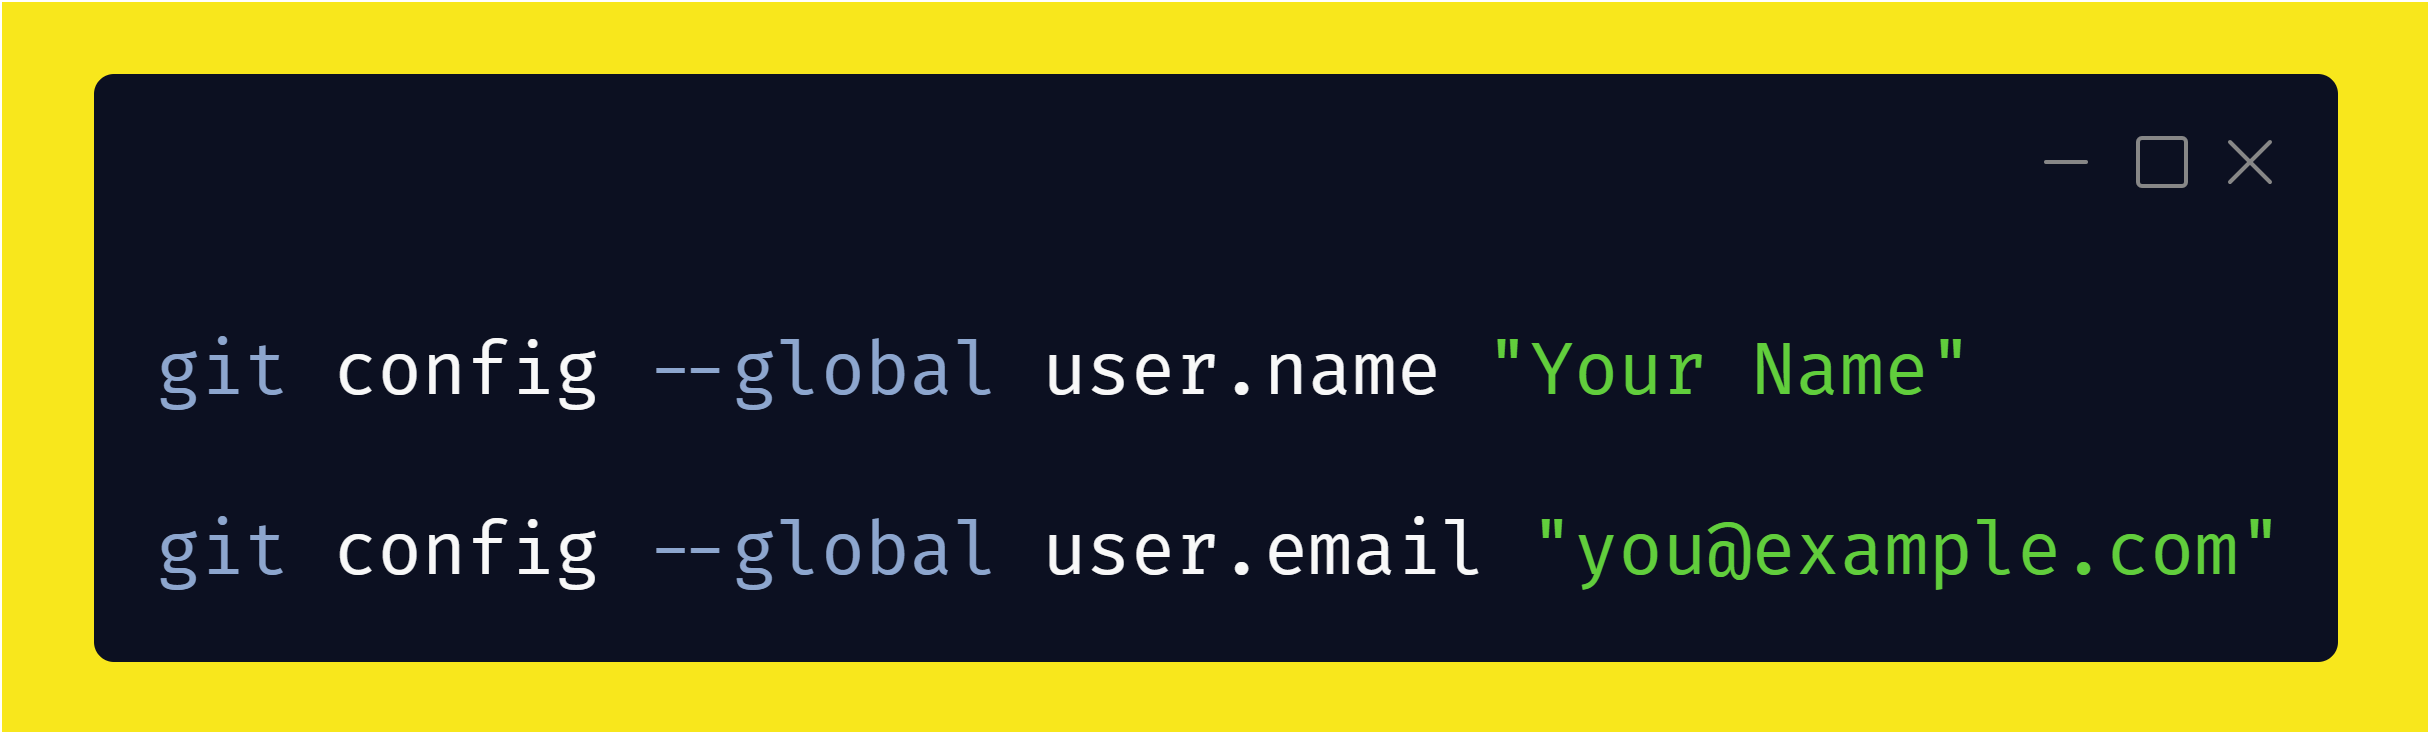 git config --global user.name "Your Name"
git config --global user.email "you@example.com"